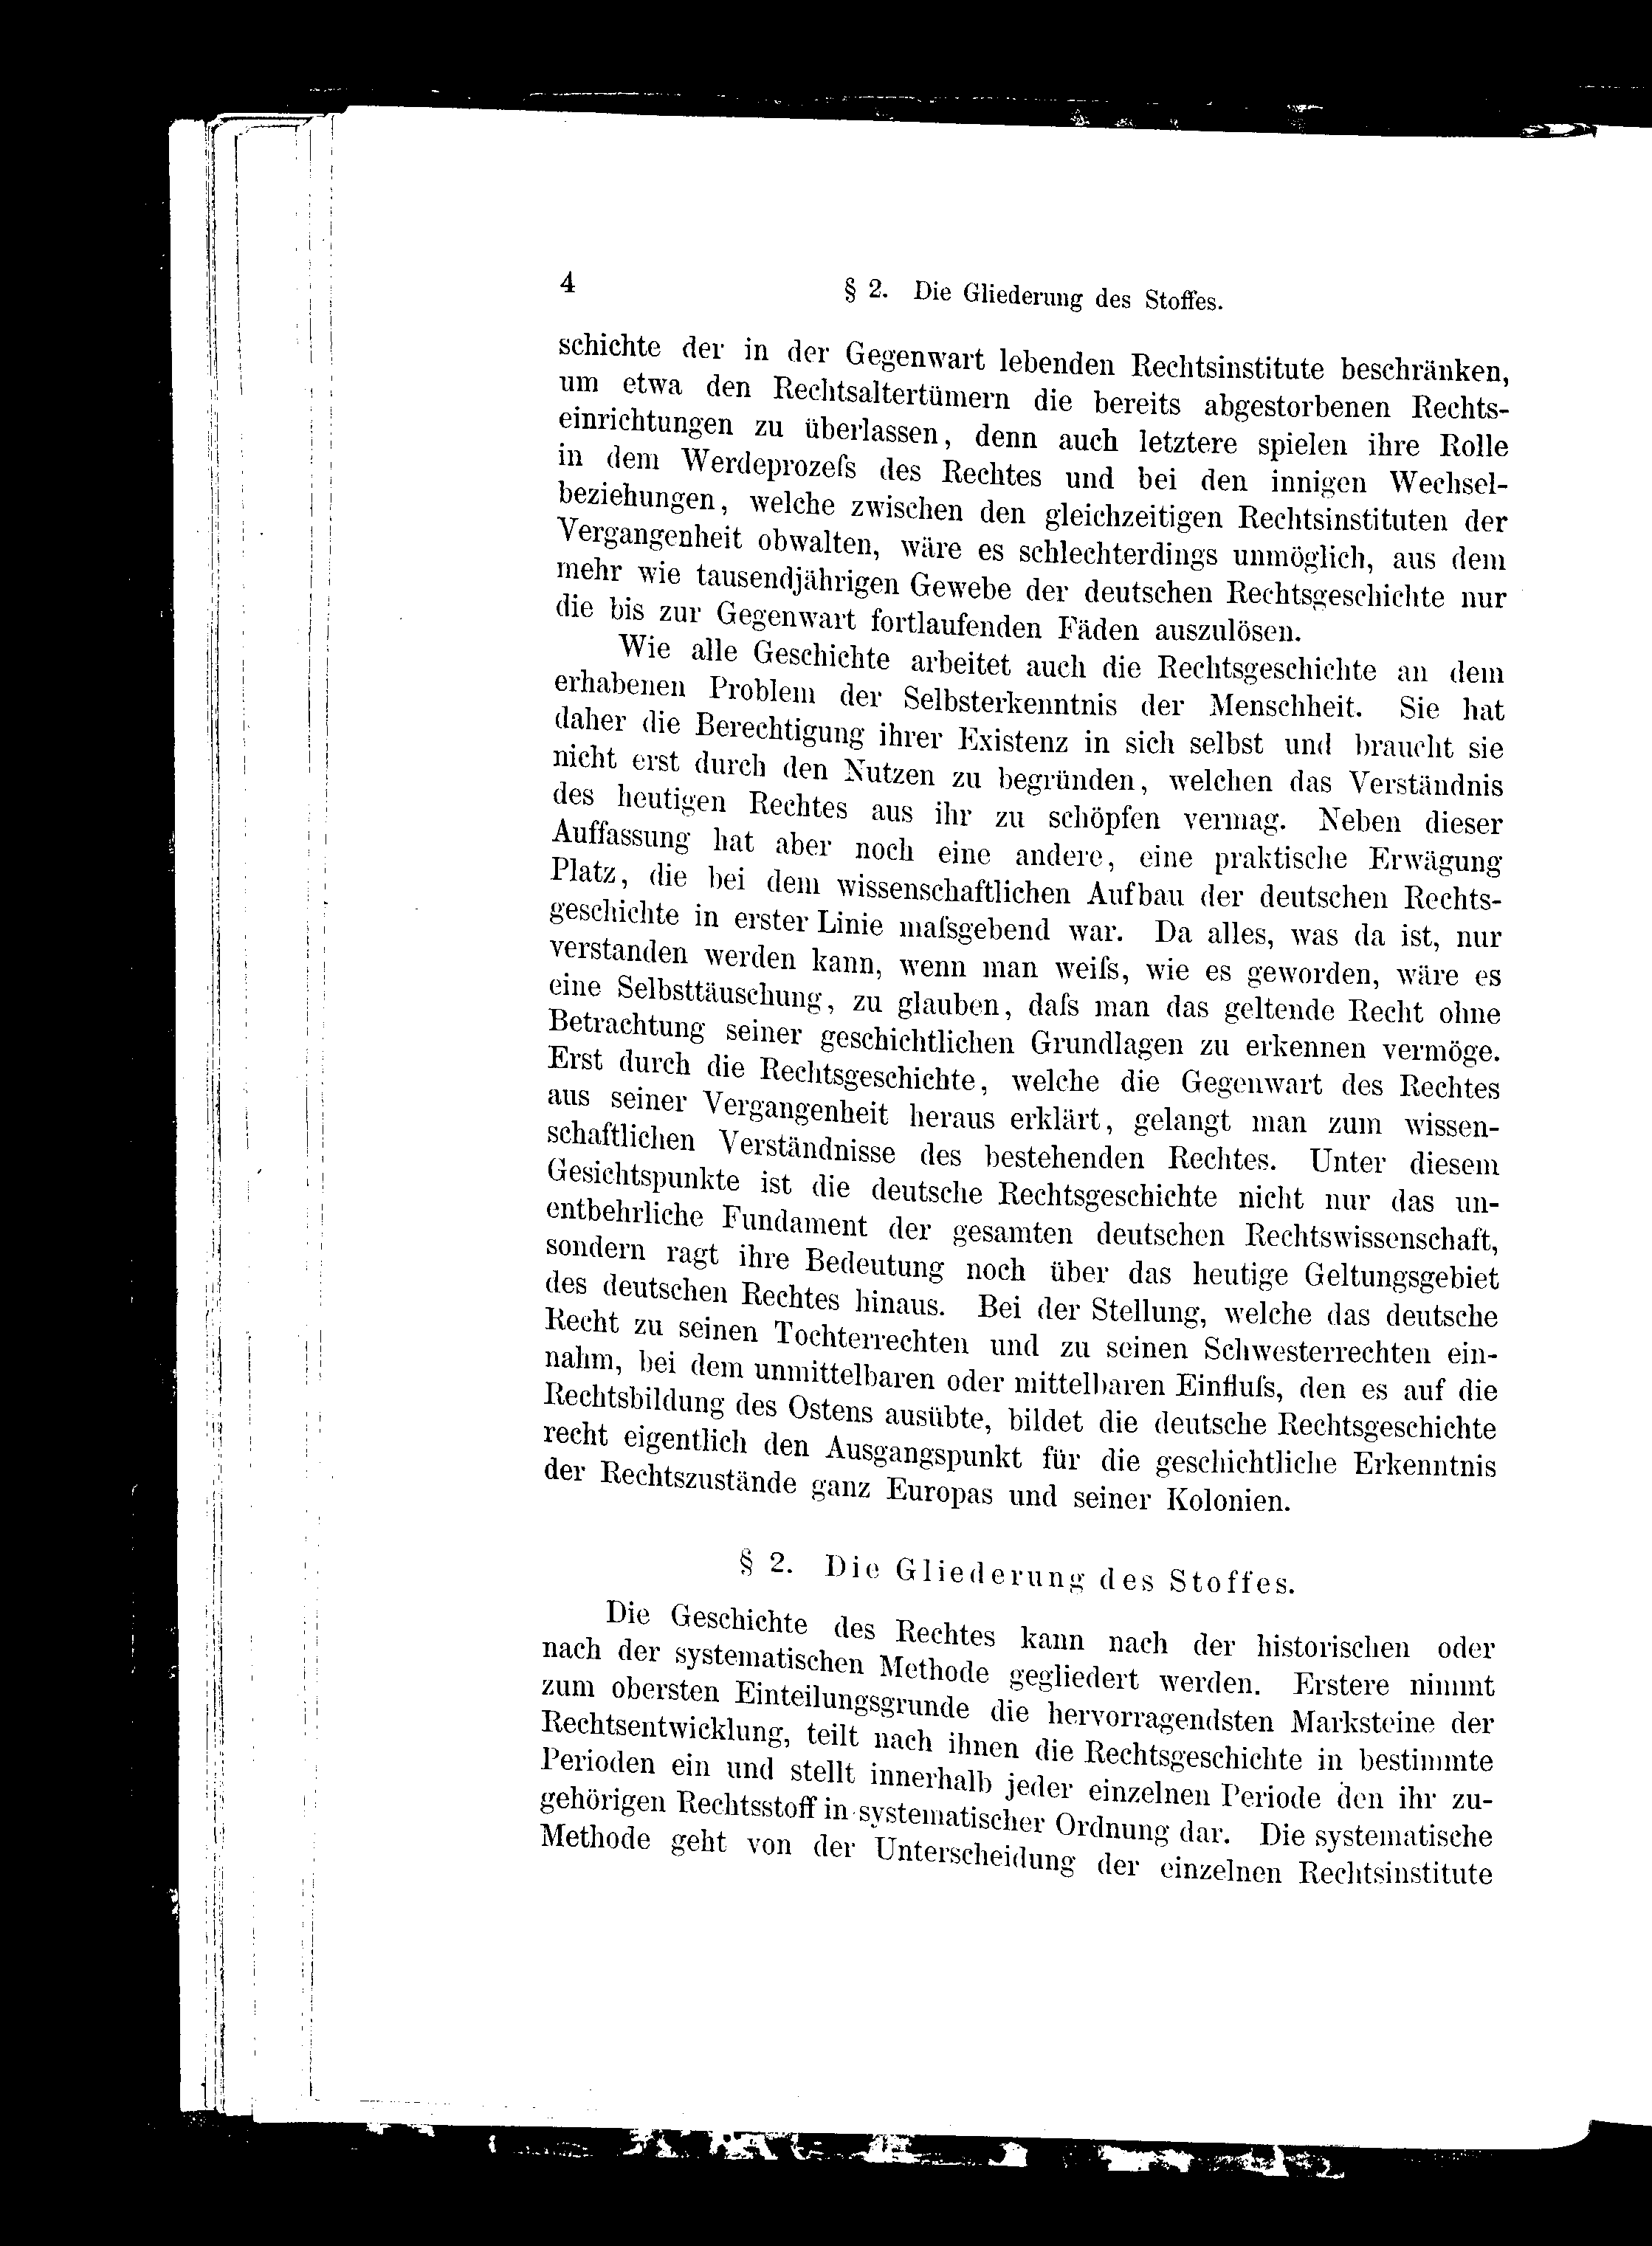 4
§ 2. Die Gliederung des Stoffes.
schichte der in der Gegenwart lebenden Rechtsinstitute beschränken,
um etwa den Rechtsaltertümern die bereits abgestorbenen Rechts-
einrichtungen zu überlassen, denn auch letztere spielen ihre Rolle
in dem Werdeprozeſs des Rechtes und bei den innigen Wechsel-
beziehungen, welche zwischen den gleichzeitigen Rechtsinstituten der
Vergangenheit obwalten, wäre es schlechterdings unmöglich, aus dem
mehr wie tausendjährigen Gewebe der deutschen Rechtsgeschichte nur
die bis zur Gegenwart fortlaufenden Fäden auszulösen.
Wie alle Geschichte arbeitet auch die Rechtsgeschichte an dem
erhabenen Problem der Selbsterkenntnis der Menschheit. Sie hat
daher die Berechtigung ihrer Existenz in sich selbst und braucht sie
nicht erst durch den Nutzen zu begründen, welchen das Verständnis
des heutigen Rechtes aus ihr zu schöpfen vermag. Neben dieser
Auffassung hat aber noch eine andere, eine praktische Erwägung
Platz, die bei dem wissenschaftlichen Aufbau der deutschen Rechts-
geschichte in erster Linie maſsgebend war. Da alles, was da ist, nur
verstanden werden kann, wenn man weiſs, wie es geworden, wäre es
eine Selbsttäuschung, zu glauben, daſs man das geltende Recht ohne
Betrachtung seiner geschichtlichen Grundlagen zu erkennen vermöge.
Erst durch die Rechtsgeschichte, welche die Gegenwart des Rechtes
aus seiner Vergangenheit heraus erklärt, gelangt man zum wissen-
schaftlichen Verständnisse des bestehenden Rechtes. Unter diesem
Gesichtspunkte ist die deutsche Rechtsgeschichte nicht nur das un-
entbehrliche Fundament der gesamten deutschen Rechtswissenschaft,
sondern ragt ihre Bedeutung noch über das heutige Geltungsgebiet
des deutschen Rechtes hinaus. Bei der Stellung, welche das deutsche
Recht zu seinen Tochterrechten und zu seinen Schwesterrechten ein-
nahm, bei dem unmittelbaren oder mittelbaren Einfluſs, den es auf die
Rechtsbildung des Ostens ausübte, bildet die deutsche Rechtsgeschichte
recht eigentlich den Ausgangspunkt für die geschichtliche Erkenntnis
der Rechtszustände ganz Europas und seiner Kolonien.
§ 2. Die Gliederung des Stoffes.
Die Geschichte des Rechtes kann nach der historischen oder
nach der systematischen Methode gegliedert werden. Erstere nimmt
zum obersten Einteilungsgrunde die hervorragendsten Marksteine der
Rechtsentwicklung, teilt nach ihnen die Rechtsgeschichte in bestimmte
Perioden ein und stellt innerhalb jeder einzelnen Periode den ihr zu-
gehörigen Rechtsstoff in systematischer Ordnung dar. Die systematische
Methode geht von der Unterscheidung der einzelnen Rechtsinstitute